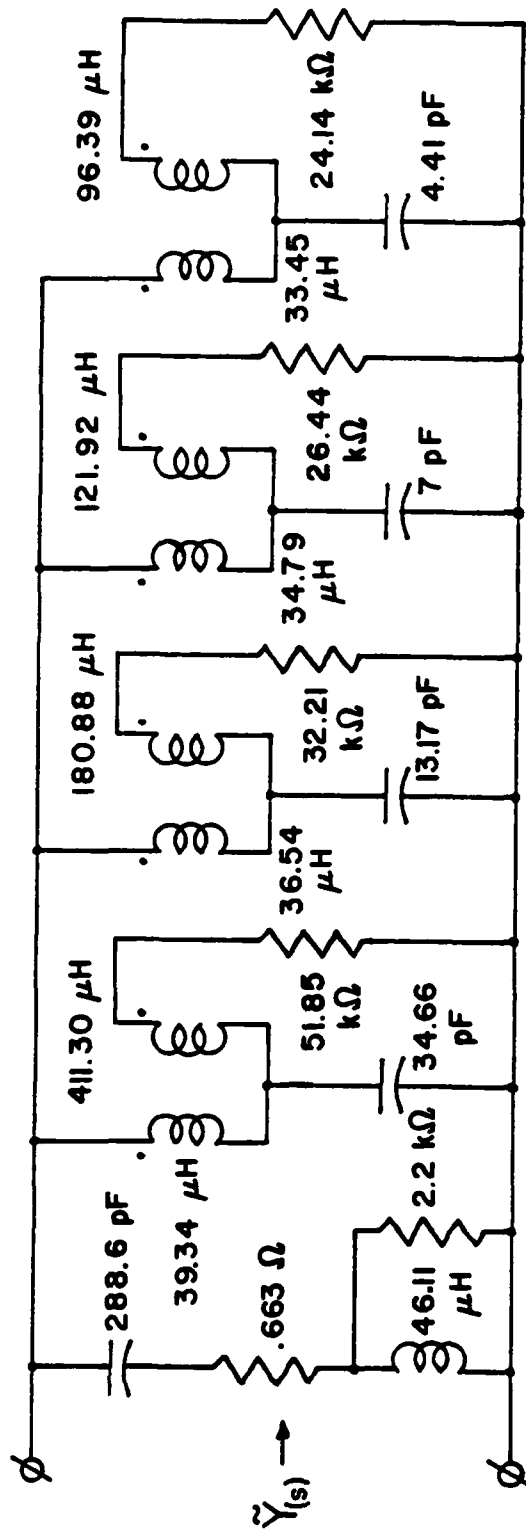 Ỹ(s)
288.6 pF
.663 Ω
46.11
μH
2.2 kΩ
39.34 μH
411.30 μH
51.85
kΩ
34.66
pF
36.54
μH
180.88 μH
32.21
kΩ
13.17 pF
34.79
μH
121.92 μH
26.44
kΩ
7 pF
33.45
μH
96.39 μH
24.14 kΩ
4.41 pF